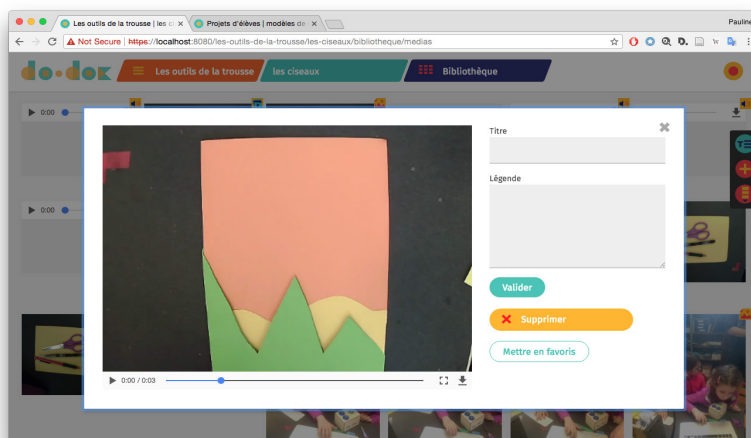 Les outils de la trousse | les c
Projets d'élèves | modèles de
Pauline
Not Secure | https://localhost:8080/les-outils-de-la-trousse/les-ciseaux/bibliotheque/medias
do•doc
Les outils de la trousse
les ciseaux
Bibliothèque
0:00
Titre
Légende
0:00
Valider
Supprimer
Mettre en favoris
0:00 / 0:03